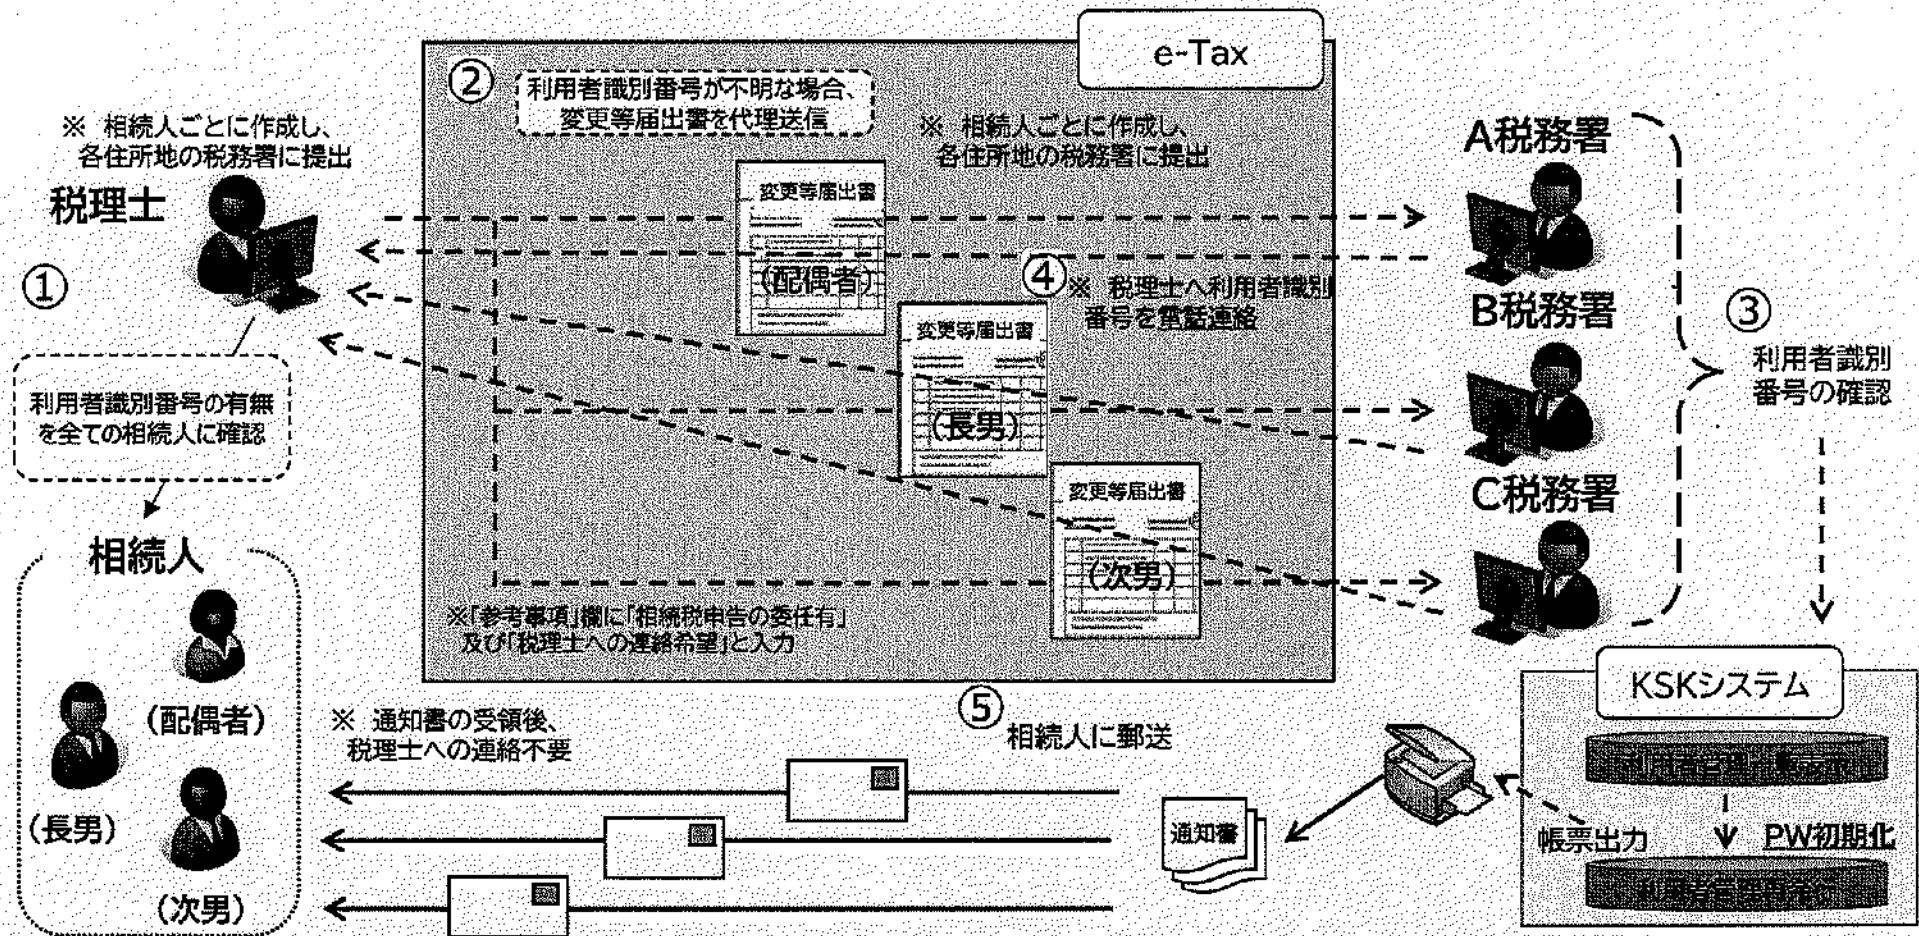 e-Tax
②
利用者識別番号が不明な場合、
変更等届出書を代理送信
※ 相続人ごとに作成し、
各住所地の税務署に提出
税理士
①
利用者識別番号の有無
を全ての相続人に確認
相続人
(配偶者)
(長男)
(次男)
※ 相続人ごとに作成し、
各住所地の税務署に提出
変更等届出書
(配偶者)
④
※ 税理士へ利用者識別
番号を電話連絡
変更等届出書
(長男)
変更等届出書
(次男)
※「参考事項」欄に「相続税申告の委任有」
及び「税理士への連絡希望」と入力
A税務署
B税務署
C税務署
③
利用者識別
番号の確認
KSKシステム
PW初期化
帳票出力
通知書
⑤
相続人に郵送
※ 通知書の受領後、
税理士への連絡不要